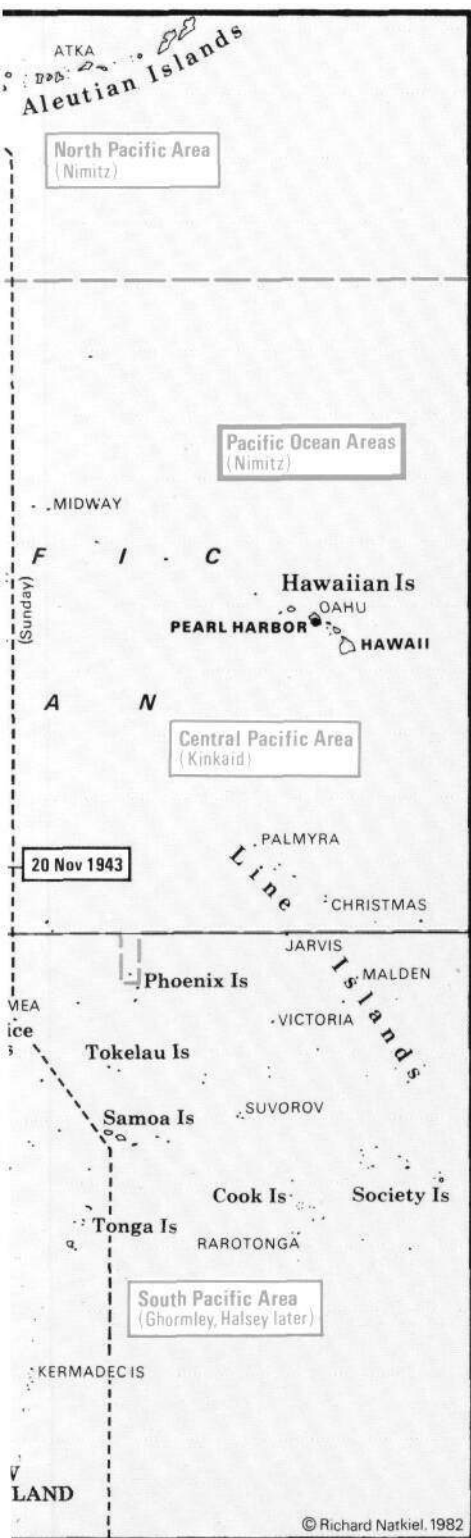 ATKA
Aleutian Islands
North Pacific Area
(Nimitz)
Pacific Ocean Areas
(Nimitz)
MIDWAY
F I C
(Sunday)
Hawaiian Is
OAHU
PEARL HARBOR
HAWAII
A N
Central Pacific Area
(Kinkaid)
PALMYRA
Line Islands
20 Nov 1943
CHRISTMAS
JARVIS
Phoenix Is
MALDEN
MEA
VICTORIA
ice
s
Tokelau Is
SUVOROV
Samoa Is
Cook Is
Society Is
Tonga Is
RAROTONGA
South Pacific Area
(Ghormley, Halsey later)
KERMADEC IS
LAND
© Richard Natkiel, 1982